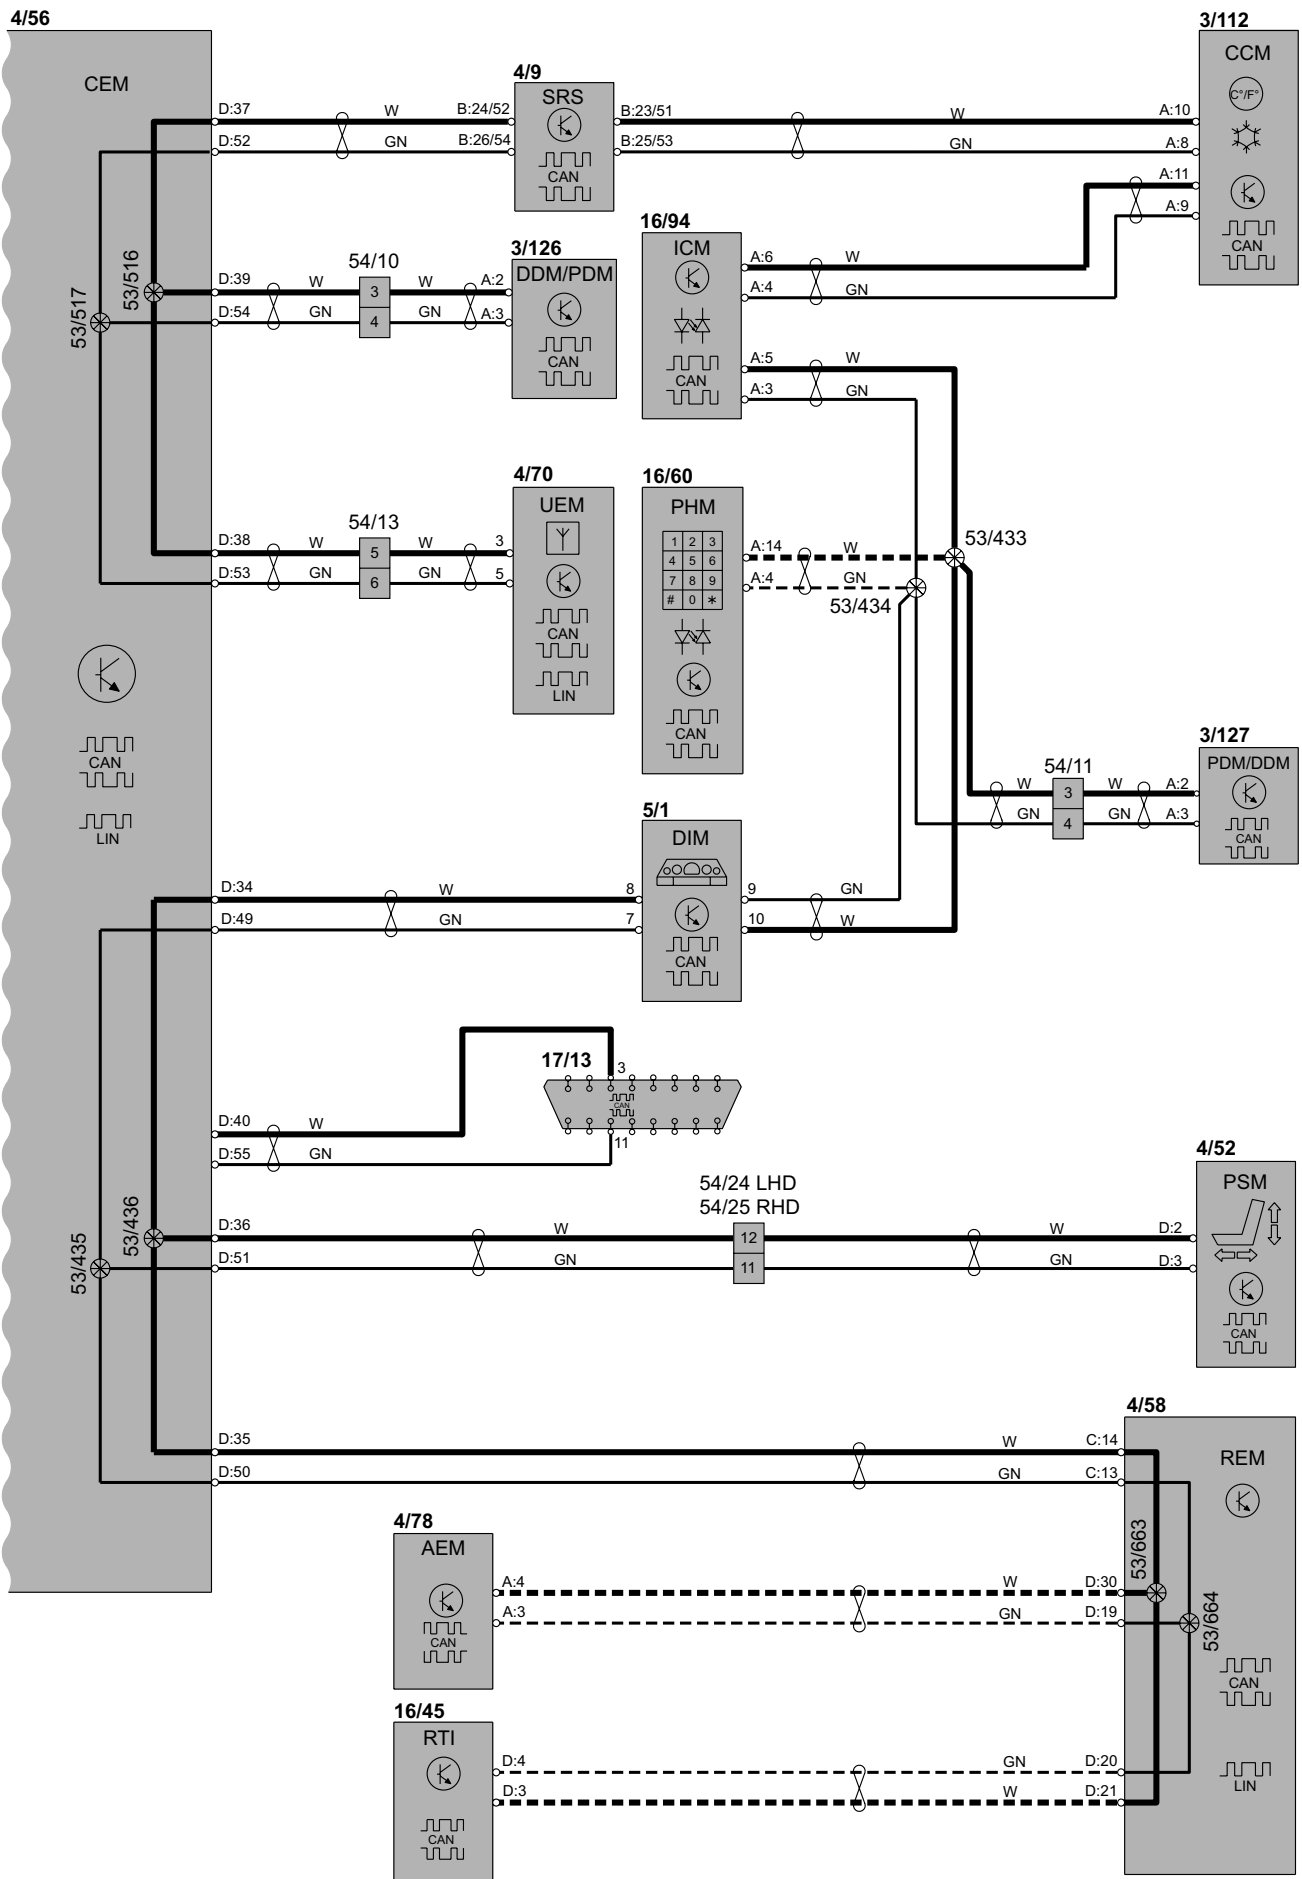 4/56
CEM
CAN
LIN
53/516
53/517
53/436
53/435
D:37
W
B:24/52
D:52
GN
B:26/54
4/9
SRS
CAN
B:23/51
W
A:10
B:25/53
GN
A:8
3/112
CCM
C°/F°
A:11
A:9
CAN
D:39
W
54/10
3
W
A:2
D:54
GN
4
GN
A:3
3/126
DDM/PDM
CAN
16/94
ICM
CAN
A:6
W
A:4
GN
A:5
W
A:3
GN
D:38
W
54/13
5
W
3
D:53
GN
6
GN
5
4/70
UEM
CAN
LIN
16/60
PHM
1 2 3
4 5 6
7 8 9
# 0 *
CAN
A:14
W
53/433
A:4
GN
53/434
54/11
W
3
W
A:2
GN
4
GN
A:3
3/127
PDM/DDM
CAN
D:34
W
8
D:49
GN
7
5/1
DIM
CAN
9
GN
10
W
17/13
3
CAN
11
D:40
W
D:55
GN
54/24 LHD
54/25 RHD
D:36
W
12
W
D:2
D:51
GN
11
GN
D:3
4/52
PSM
CAN
D:35
W
C:14
D:50
GN
C:13
4/58
REM
53/663
53/664
CAN
LIN
4/78
AEM
CAN
A:4
W
D:30
A:3
GN
D:19
16/45
RTI
CAN
D:4
GN
D:20
D:3
W
D:21